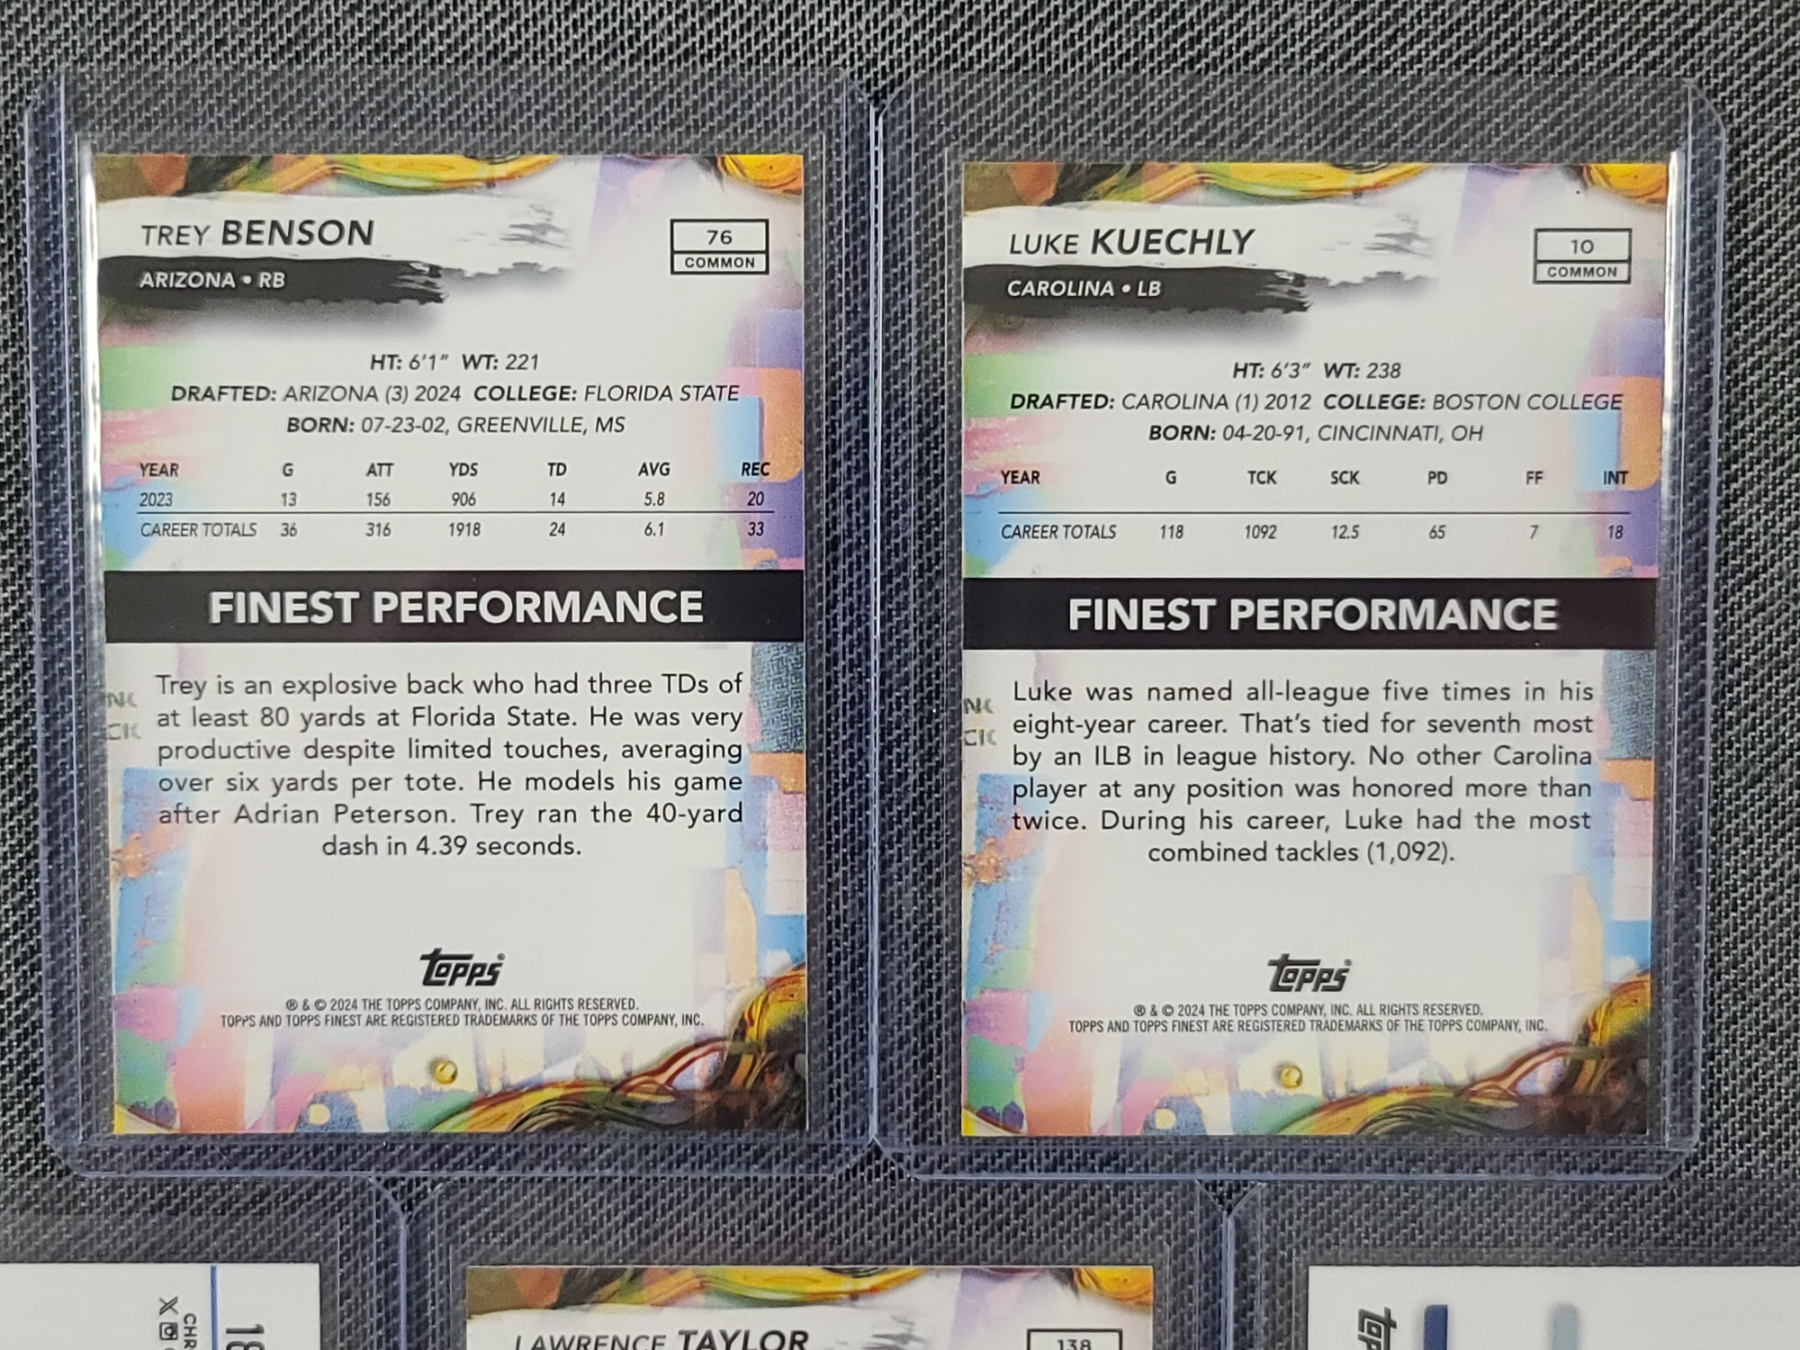 TREY BENSON
76
COMMON
ARIZONA • RB
HT: 6'1" WT: 221
DRAFTED: ARIZONA (3) 2024 COLLEGE: FLORIDA STATE
BORN: 07-23-02, GREENVILLE, MS
YEAR G ATT YDS TD AVG REC
2023 13 156 906 14 5.8 20
CAREER TOTALS 36 316 1918 24 6.1 33
FINEST PERFORMANCE
Trey is an explosive back who had three TDs of
at least 80 yards at Florida State. He was very
productive despite limited touches, averaging
over six yards per tote. He models his game
after Adrian Peterson. Trey ran the 40-yard
dash in 4.39 seconds.
topps
® & © 2024 THE TOPPS COMPANY, INC. ALL RIGHTS RESERVED.
TOPPS AND TOPPS FINEST ARE REGISTERED TRADEMARKS OF THE TOPPS COMPANY, INC.
LUKE KUECHLY
10
COMMON
CAROLINA • LB
HT: 6'3" WT: 238
DRAFTED: CAROLINA (1) 2012 COLLEGE: BOSTON COLLEGE
BORN: 04-20-91, CINCINNATI, OH
YEAR G TCK SCK PD FF INT
CAREER TOTALS 118 1092 12.5 65 7 18
FINEST PERFORMANCE
Luke was named all-league five times in his
eight-year career. That's tied for seventh most
by an ILB in league history. No other Carolina
player at any position was honored more than
twice. During his career, Luke had the most
combined tackles (1,092).
topps
® & © 2024 THE TOPPS COMPANY, INC. ALL RIGHTS RESERVED.
TOPPS AND TOPPS FINEST ARE REGISTERED TRADEMARKS OF THE TOPPS COMPANY, INC.
LAWRENCE TAYLOR
138